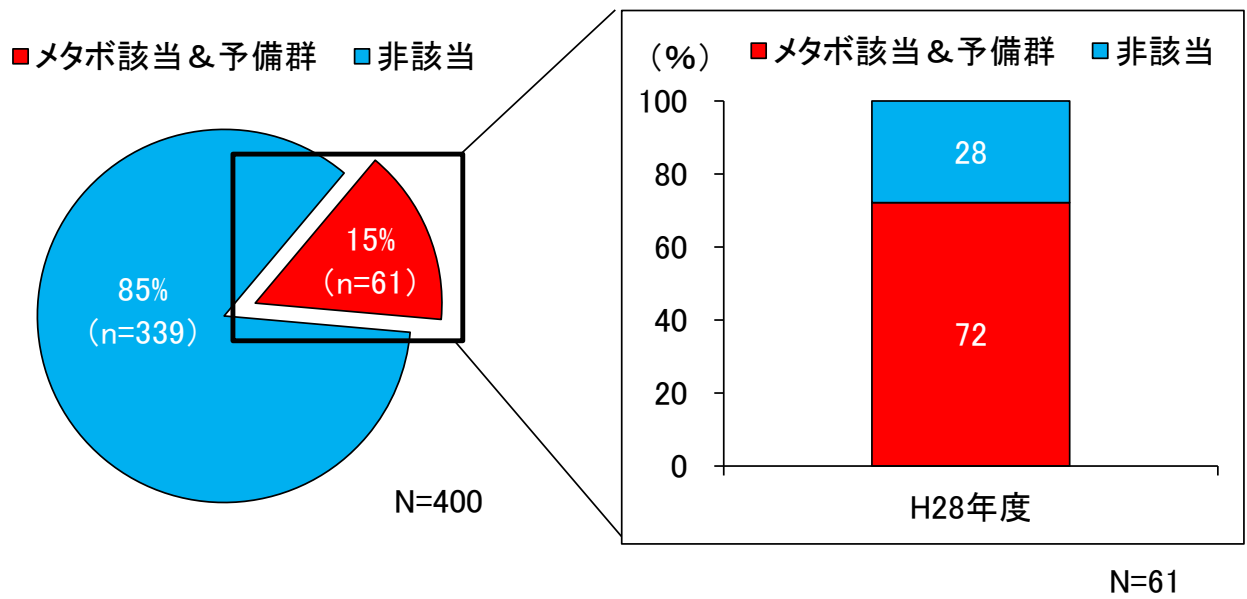 ■メタボ該当＆予備群 ■非該当
15%
（n=61）
85%
（n=339）
N=400
（%） ■メタボ該当＆予備群 ■非該当
100
80
60
40
20
0
28
72
H28年度
N=61